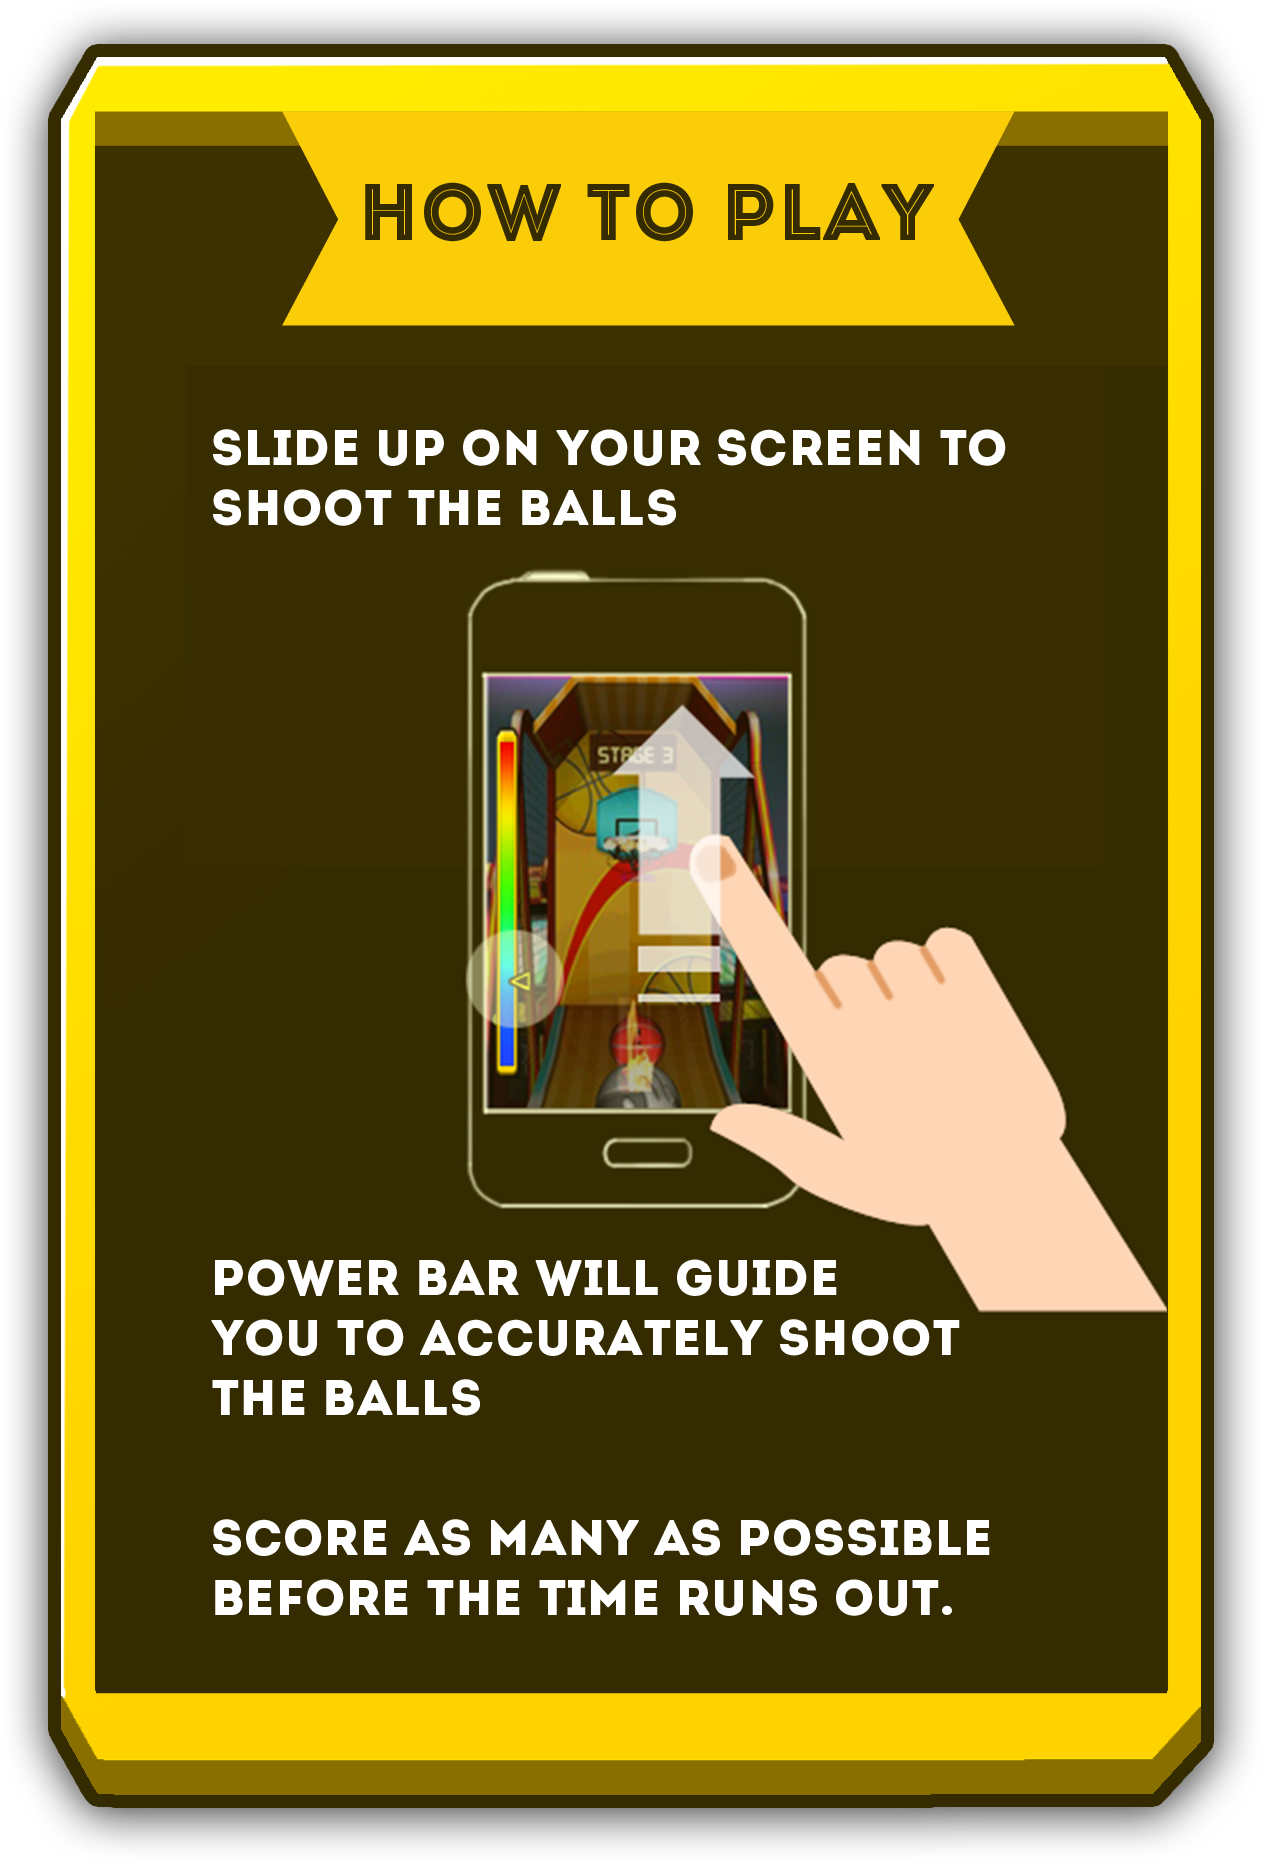 HOW TO PLAY
SLIDE UP ON YOUR SCREEN TO
SHOOT THE BALLS
STAGE 3
POWER BAR WILL GUIDE
YOU TO ACCURATELY SHOOT
THE BALLS
SCORE AS MANY AS POSSIBLE
BEFORE THE TIME RUNS OUT.